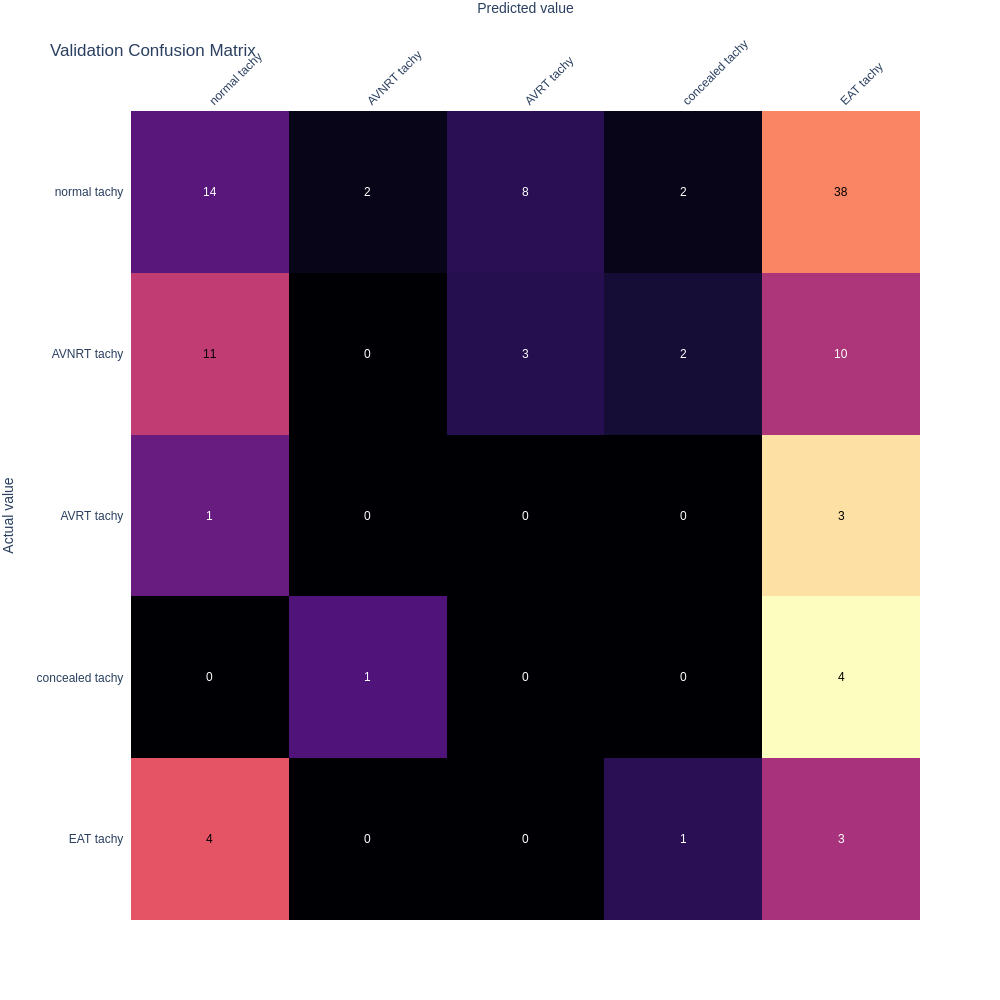 Predicted value
Validation Confusion Matrix
normal tachy
AVNRT tachy
AVRT tachy
concealed tachy
EAT tachy
normal tachy 14 2 8 2 38
AVNRT tachy 11 0 3 2 10
AVRT tachy 1 0 0 0 3
concealed tachy 0 1 0 0 4
EAT tachy 4 0 0 1 3
Actual value